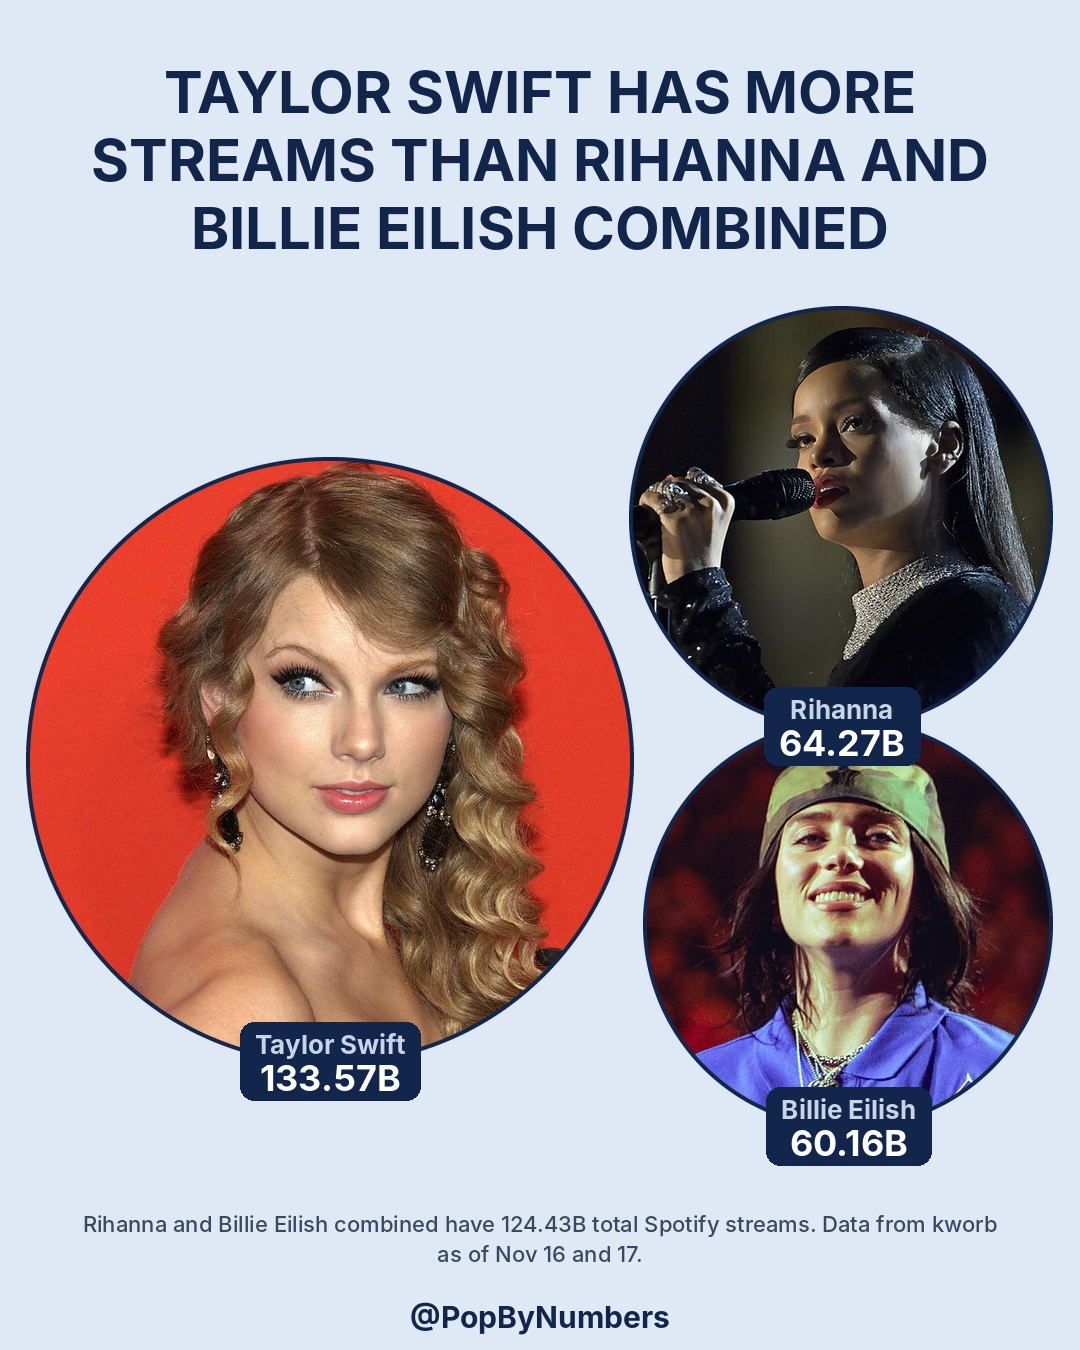 TAYLOR SWIFT HAS MORE
STREAMS THAN RIHANNA AND
BILLIE EILISH COMBINED
Rihanna
64.27B
Taylor Swift
133.57B
Billie Eilish
60.16B
Rihanna and Billie Eilish combined have 124.43B total Spotify streams. Data from kworb
as of Nov 16 and 17.
@PopByNumbers